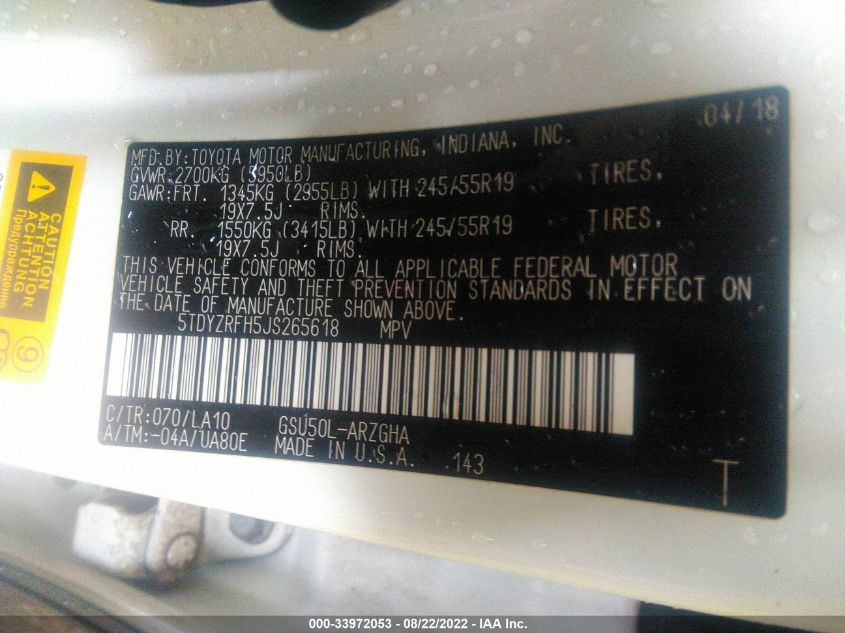 04/18
MFD.BY:TOYOTA MOTOR MANUFACTURING, INDIANA, INC.
GVWR:2700KG (5950LB)
GAWR:FRT. 1345KG (2955LB) WITH 245/55R19 TIRES,
19X7.5J RIMS.
RR. 1550KG (3415LB) WITH 245/55R19 TIRES,
19X7.5J RIMS.
THIS VEHICLE CONFORMS TO ALL APPLICABLE FEDERAL MOTOR
VEHICLE SAFETY AND THEFT PREVENTION STANDARDS IN EFFECT ON
THE DATE OF MANUFACTURE SHOWN ABOVE.
5TDYZRFH5JS265618 MPV
C/TR:070/LA10 GSU50L-ARZGHA
A/TM:-04A/UA80E MADE IN U.S.A. 143
T
CAUTION
ATTENTION
ACHTUNG
Предупреждение
9
000-33972053 - 08/22/2022 - IAA Inc.